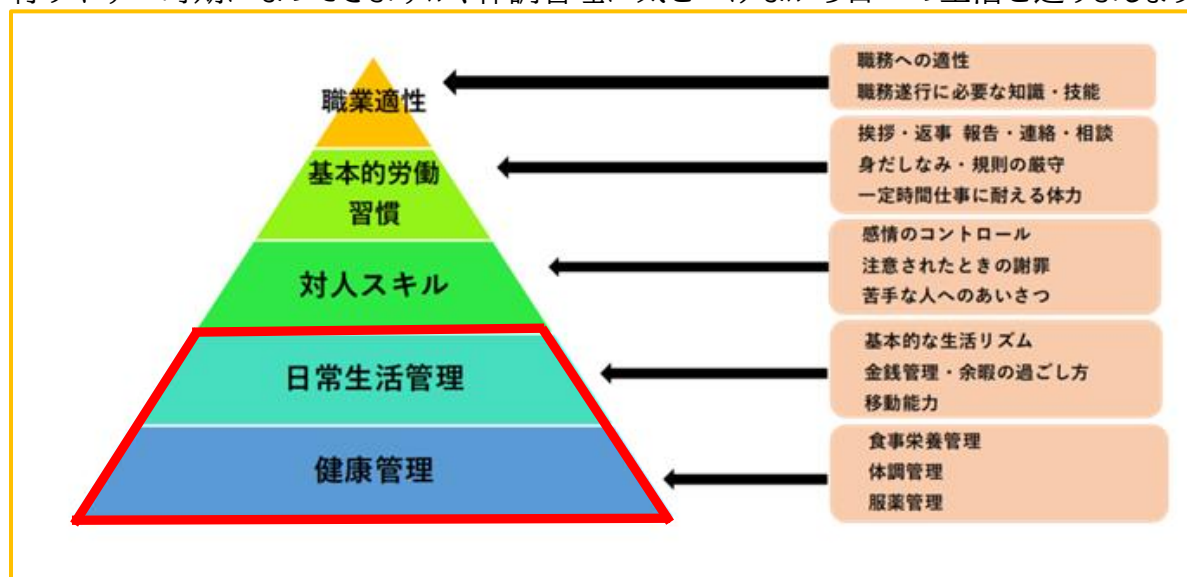 職業適性
基本的労働
習慣
対人スキル
日常生活管理
健康管理
職務への適性
職務遂行に必要な知識・技能
挨拶・返事 報告・連絡・相談
身だしなみ・規則の厳守
一定時間仕事に耐える体力
感情のコントロール
注意されたときの謝罪
苦手な人へのあいさつ
基本的な生活リズム
金銭管理・余暇の過ごし方
移動能力
食事栄養管理
体調管理
服薬管理